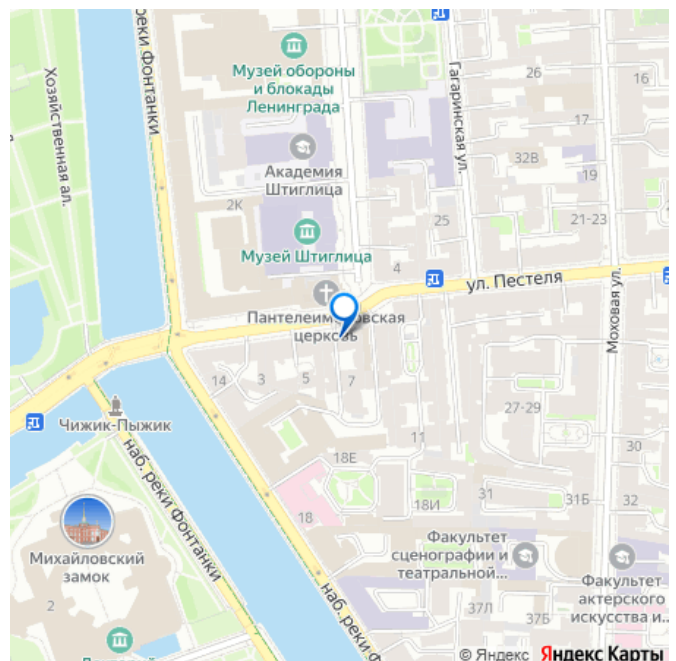 реки Фонтанки
Хозяйственная ал.
Музей обороны
и блокады
Ленинграда
Гагаринская ул.
26
16
17
Академия
Штиглица
32В
19
2К
25
21-23
Музей Штиглица
4
ул. Пестеля
Пантелеим
вская
церковь
Моховая ул.
14
3
5
7
27-29
Чижик-Пыжик
11
18Е
30
наб. реки Фонтанки
18
18И
31
31Б
32
Михайловский
замок
Факультет
сценографии и
театральной...
Факультет
актерского
искусства и...
2
наб. реки Ф
37Л
37Б
© Яндекс Яндекс Карты